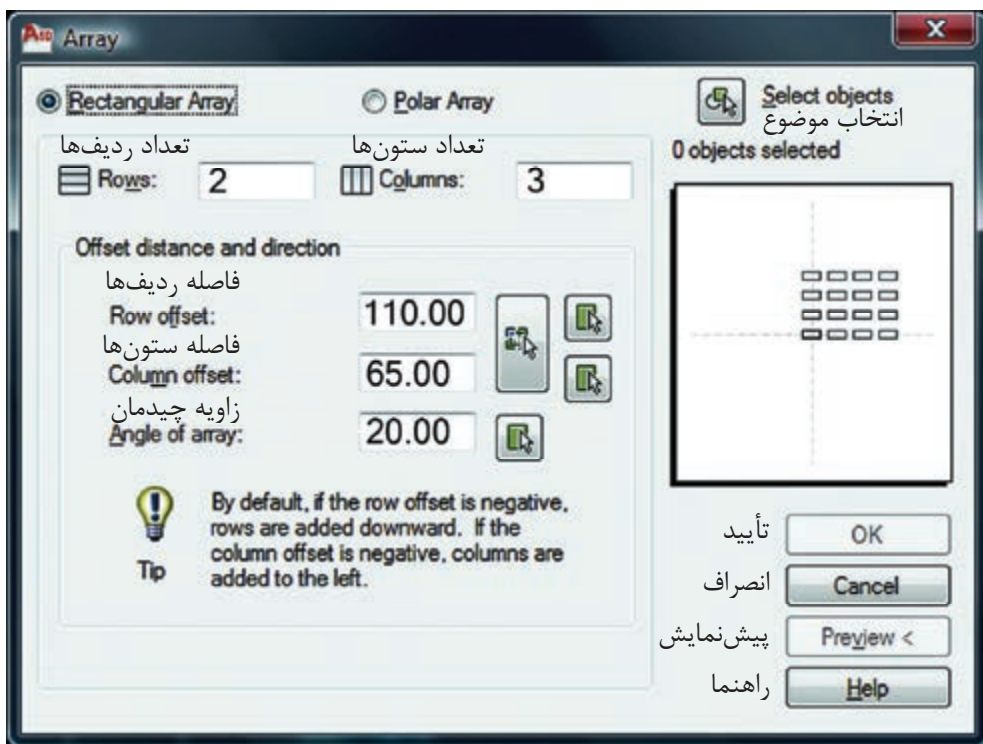 Array
Rectangular Array
Polar Array
Select objects
انتخاب موضوع
0 objects selected
تعداد ردیف‌ها
تعداد ستون‌ها
Rows: 2
Columns: 3
Offset distance and direction
فاصله ردیف‌ها
Row offset: 110.00
فاصله ستون‌ها
Column offset: 65.00
زاویه چیدمان
Angle of array: 20.00
Tip
By default, if the row offset is negative,
rows are added downward. If the
column offset is negative, columns are
added to the left.
تأیید OK
انصراف Cancel
پیش‌نمایش Preview <
راهنما Help